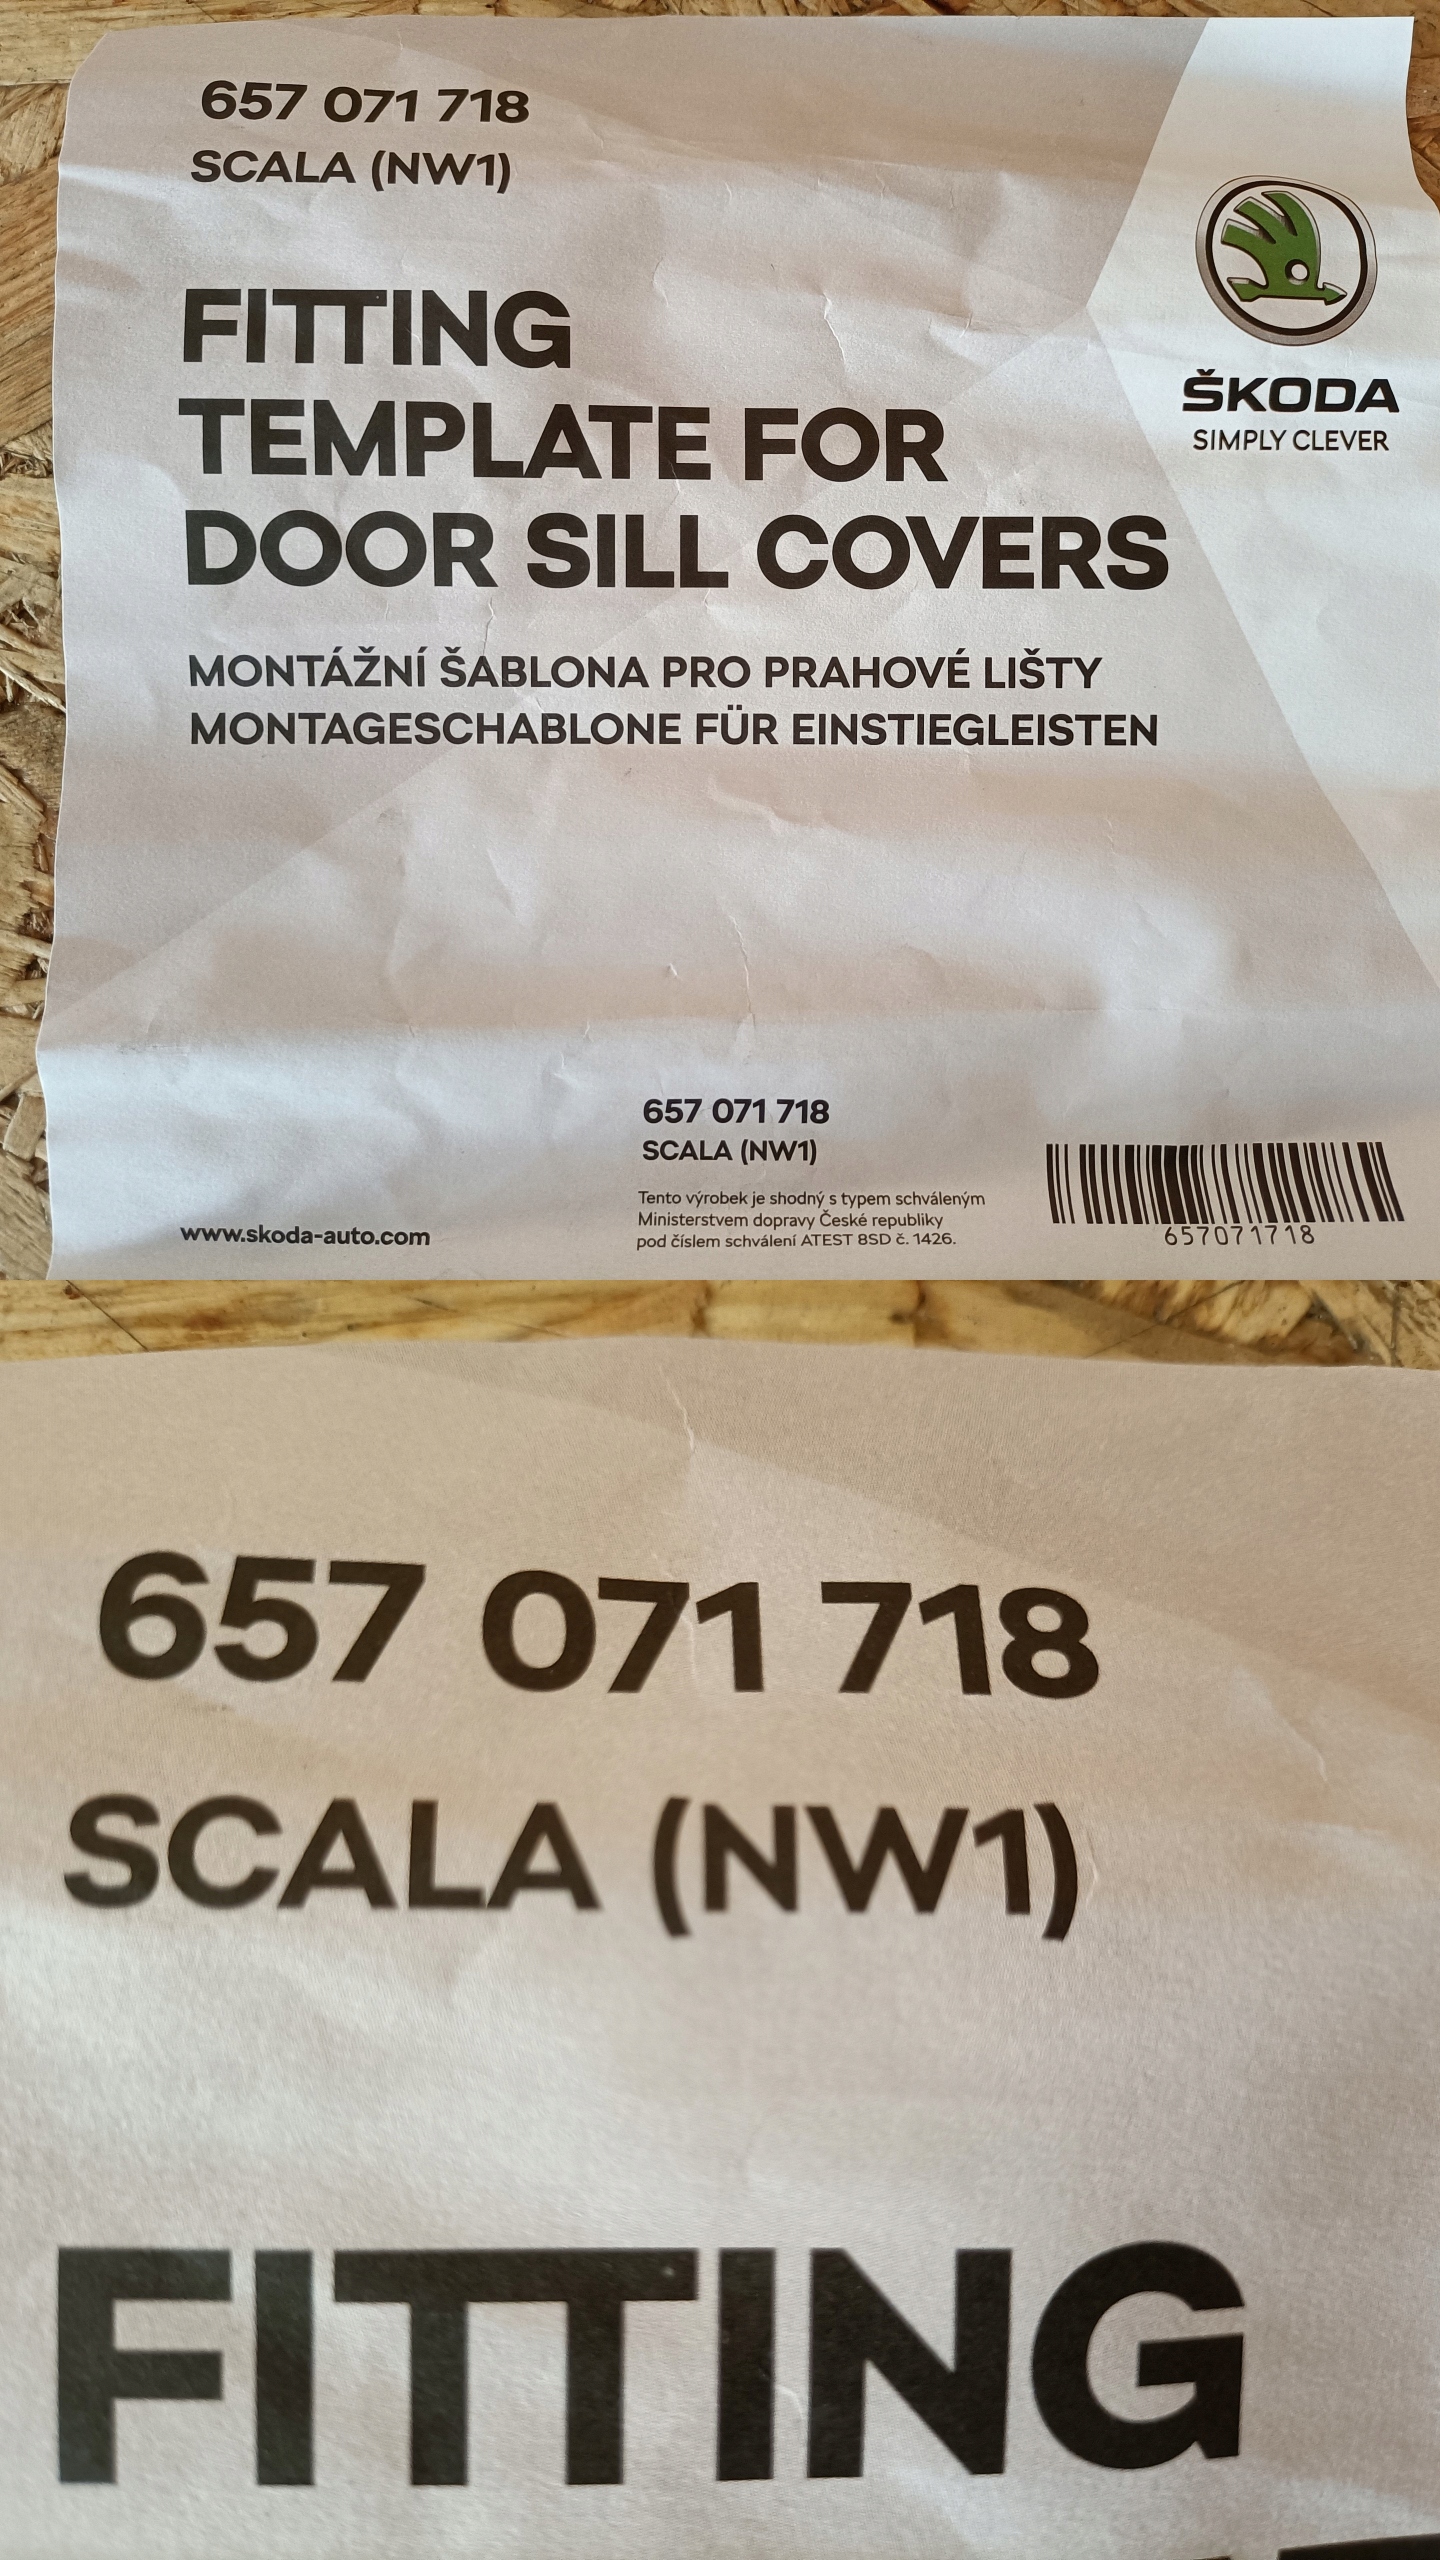 657 071 718
SCALA (NW1)
ŠKODA
SIMPLY CLEVER
FITTING
TEMPLATE FOR
DOOR SILL COVERS
MONTÁŽNÍ ŠABLONA PRO PRAHOVÉ LIŠTY
MONTAGESCHABLONE FÜR EINSTIEGLEISTEN
657 071 718
SCALA (NW1)
Tento výrobek je shodný s typem schváleným
Ministerstvem dopravy České republiky
pod číslem schválení ATEST 8SD č. 1426.
www.skoda-auto.com
657071718
657 071 718
SCALA (NW1)
FITTING